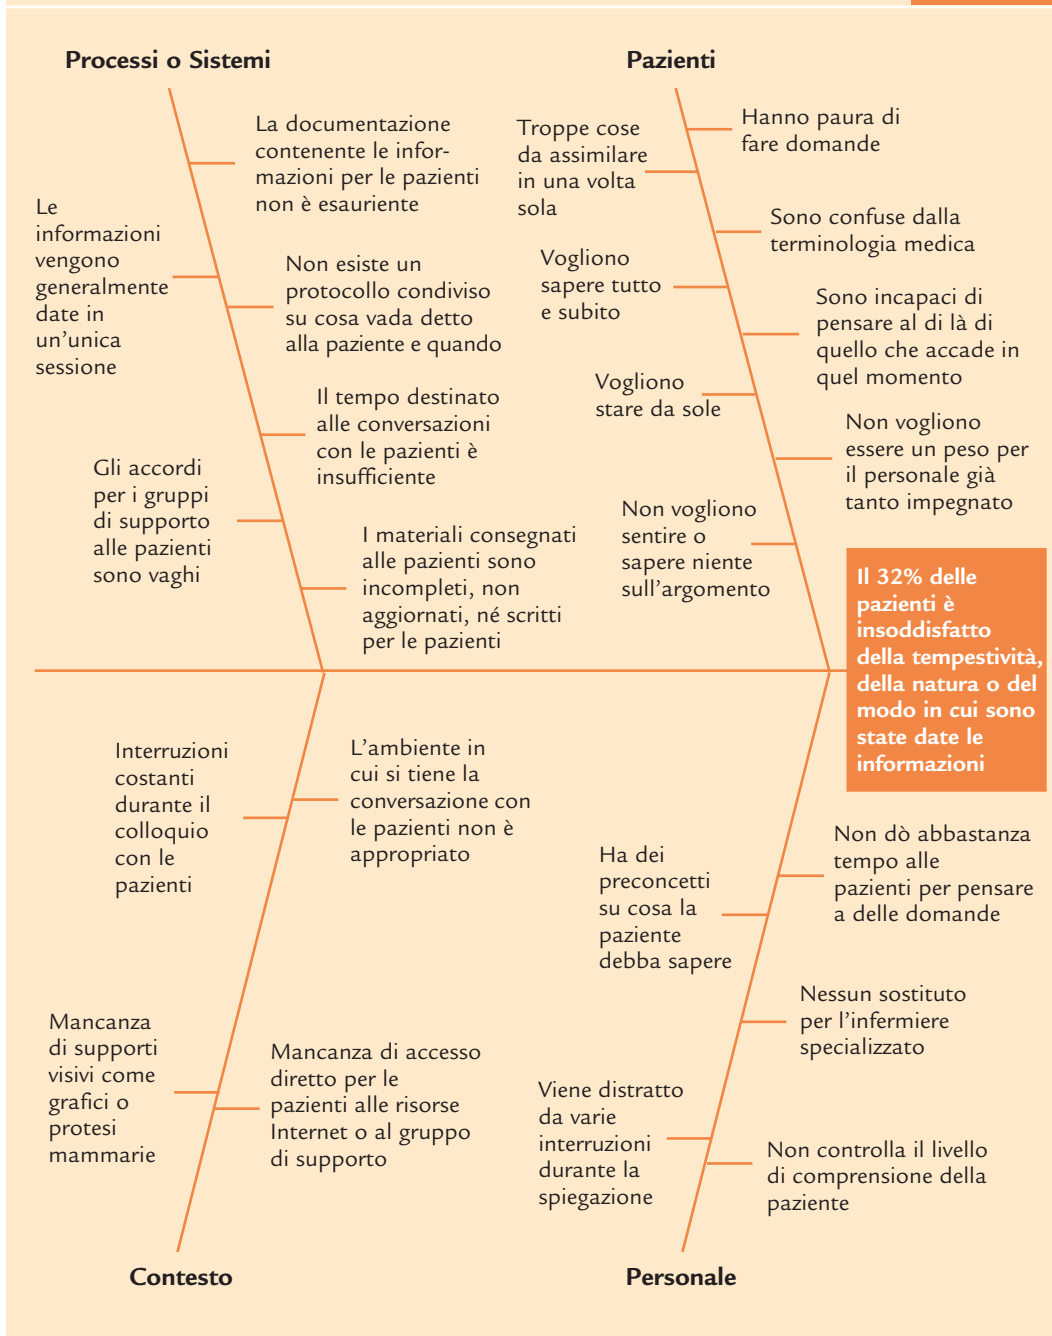 Processi o Sistemi
La documentazione
contenente le infor-
mazioni per le pazienti
non è esauriente
Le
informazioni
vengono
generalmente
date in
un'unica
sessione
Non esiste un
protocollo condiviso
su cosa vada detto
alla paziente e quando
Il tempo destinato
alle conversazioni
con le pazienti è
insufficiente
Gli accordi
per i gruppi
di supporto
alle pazienti
sono vaghi
I materiali consegnati
alle pazienti sono
incompleti, non
aggiornati, né scritti
per le pazienti
Pazienti
Hanno paura di
fare domande
Troppe cose
da assimilare
in una volta
sola
Sono confuse dalla
terminologia medica
Vogliono
sapere tutto
e subito
Sono incapaci di
pensare al di là di
quello che accade in
quel momento
Vogliono
stare da sole
Non vogliono
essere un peso per
il personale già
tanto impegnato
Non vogliono
sentire o
sapere niente
sull'argomento
Il 32% delle
pazienti è
insoddisfatto
della tempestività,
della natura o del
modo in cui sono
state date le
informazioni
Interruzioni
costanti
durante il
colloquio
con le
pazienti
L'ambiente in
cui si tiene la
conversazione con
le pazienti non è
appropriato
Mancanza
di supporti
visivi come
grafici o
protesi
mammarie
Mancanza di accesso
diretto per le
pazienti alle risorse
Internet o al gruppo
di supporto
Contesto
Non dò abbastanza
tempo alle
pazienti per pensare
a delle domande
Ha dei
preconcetti
su cosa la
paziente
debba sapere
Nessun sostituto
per l'infermiere
specializzato
Viene distratto
da varie
interruzioni
durante la
spiegazione
Non controlla il livello
di comprensione della
paziente
Personale